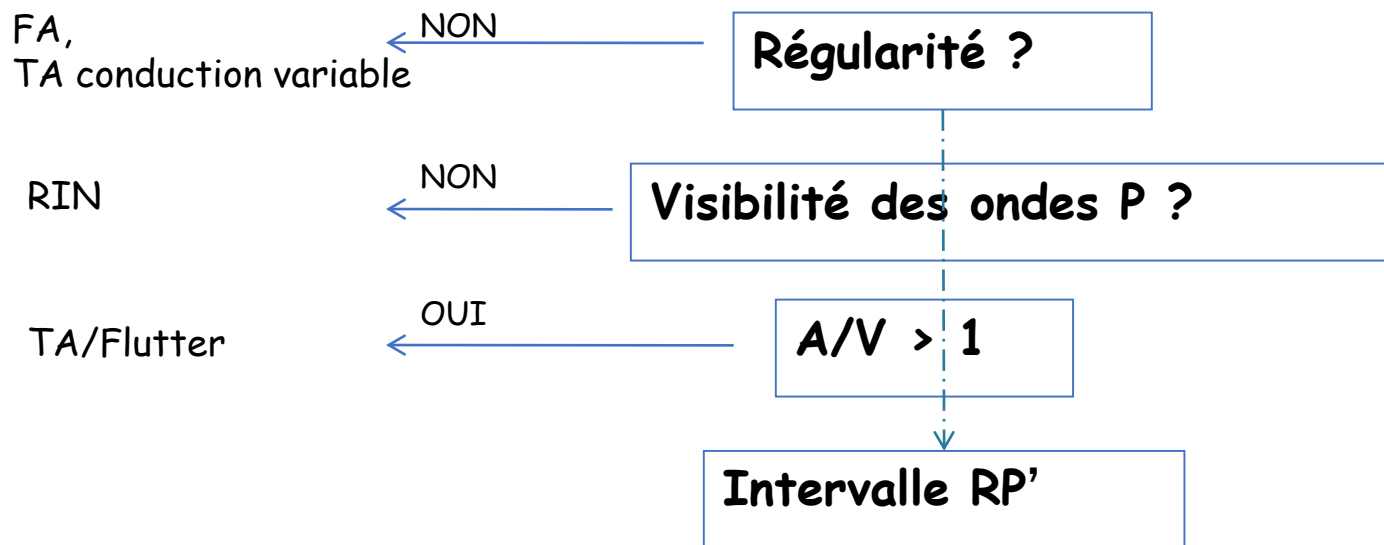 FA,
TA conduction variable
NON
Régularité ?
RIN
NON
Visibilité des ondes P ?
TA/Flutter
OUI
A/V > 1
Intervalle RP’